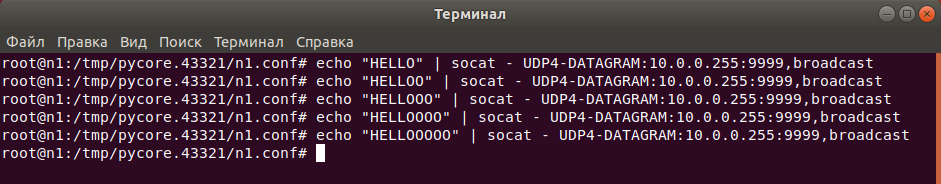 Терминал
Файл Правка Вид Поиск Терминал Справка
root@n1:/tmp/pycore.43321/n1.conf# echo "HELLO" | socat - UDP4-DATAGRAM:10.0.0.255:9999,broadcast
root@n1:/tmp/pycore.43321/n1.conf# echo "HELLOO" | socat - UDP4-DATAGRAM:10.0.0.255:9999,broadcast
root@n1:/tmp/pycore.43321/n1.conf# echo "HELLOOO" | socat - UDP4-DATAGRAM:10.0.0.255:9999,broadcast
root@n1:/tmp/pycore.43321/n1.conf# echo "HELLOOOO" | socat - UDP4-DATAGRAM:10.0.0.255:9999,broadcast
root@n1:/tmp/pycore.43321/n1.conf# echo "HELLOOOOO" | socat - UDP4-DATAGRAM:10.0.0.255:9999,broadcast
root@n1:/tmp/pycore.43321/n1.conf#